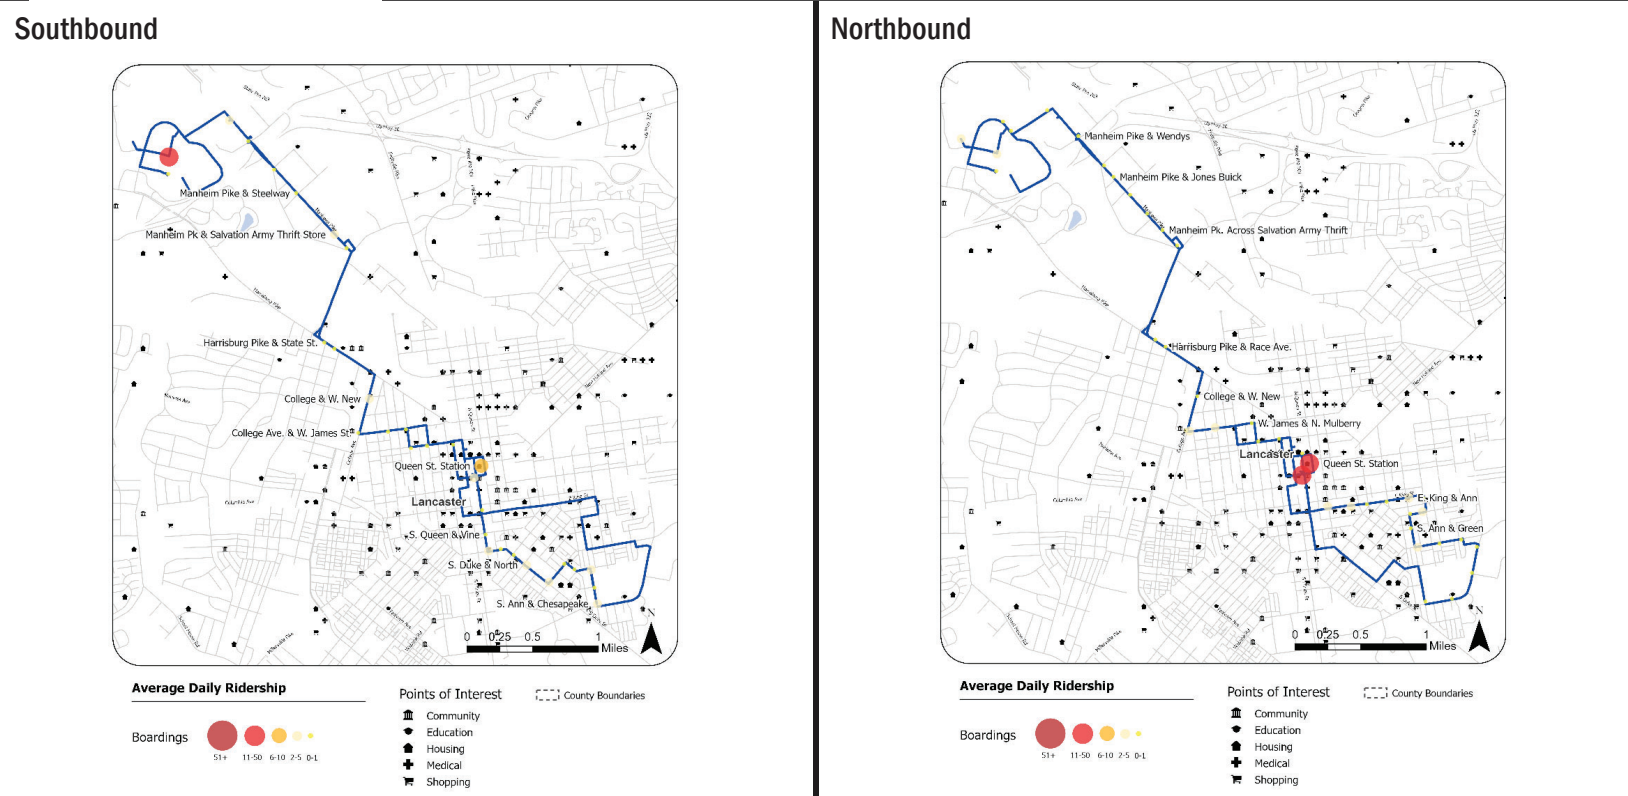 Southbound
Manheim Pike & Steelway
Manheim Pk & Salvation Army Thrift Store
Harrisburg Pike & State St.
College & W. New
College Ave. & W. James St.
Queen St. Station
Lancaster
S. Queen & Vine
S. Duke & North
S. Ann & Chesapeake
N
0 0.25 0.5 1
Miles
Average Daily Ridership
Boardings
51+ 11-50 6-10 2-5 0-1
Points of Interest
Community
Education
Housing
Medical
Shopping
County Boundaries
Northbound
Manheim Pike & Wendys
Manheim Pike & Jones Buick
Manheim Pk. Across Salvation Army Thrift
Harrisburg Pike & Race Ave.
College & W. New
W. James & N. Mulberry
Lancaster
Queen St. Station
E. King & Ann
S. Ann & Green
N
0 0.25 0.5 1
Miles
Average Daily Ridership
Boardings
51+ 11-50 6-10 2-5 0-1
Points of Interest
Community
Education
Housing
Medical
Shopping
County Boundaries